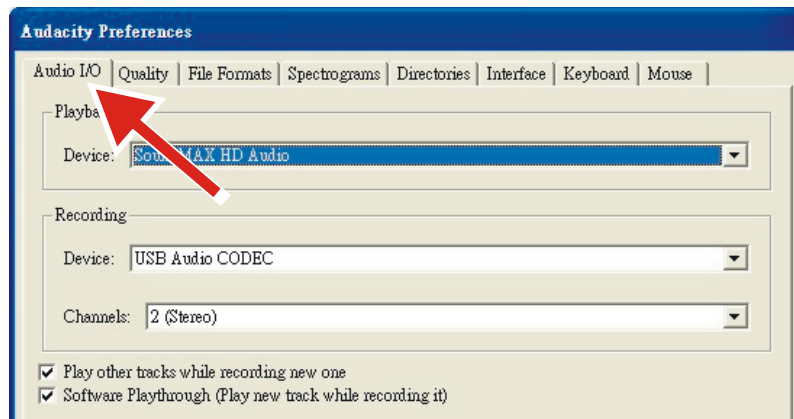 Audacity Preferences
Audio I/O Quality File Formats Spectrograms Directories Interface Keyboard Mouse
Device: MAX HD Audio
Recording
Device: USB Audio CODEC
Channels: 2 (Stereo)
Play other tracks while recording new one
Software Playthrough (Play new track while recording it)